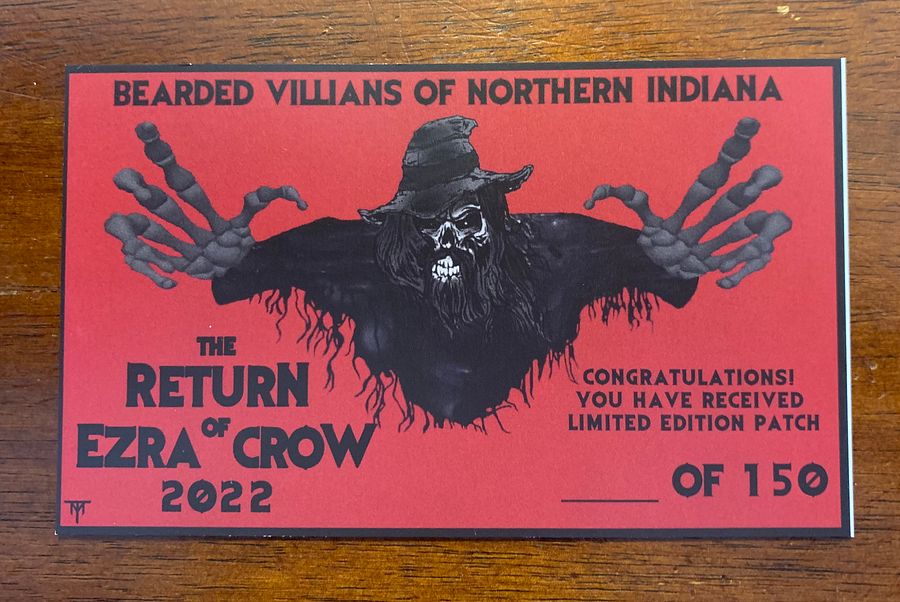 BEARDED VILLIANS OF NORTHERN INDIANA
THE
RETURN
OF
EZRA CROW
2022
CONGRATULATIONS!
YOU HAVE RECEIVED
LIMITED EDITION PATCH
______ OF 150